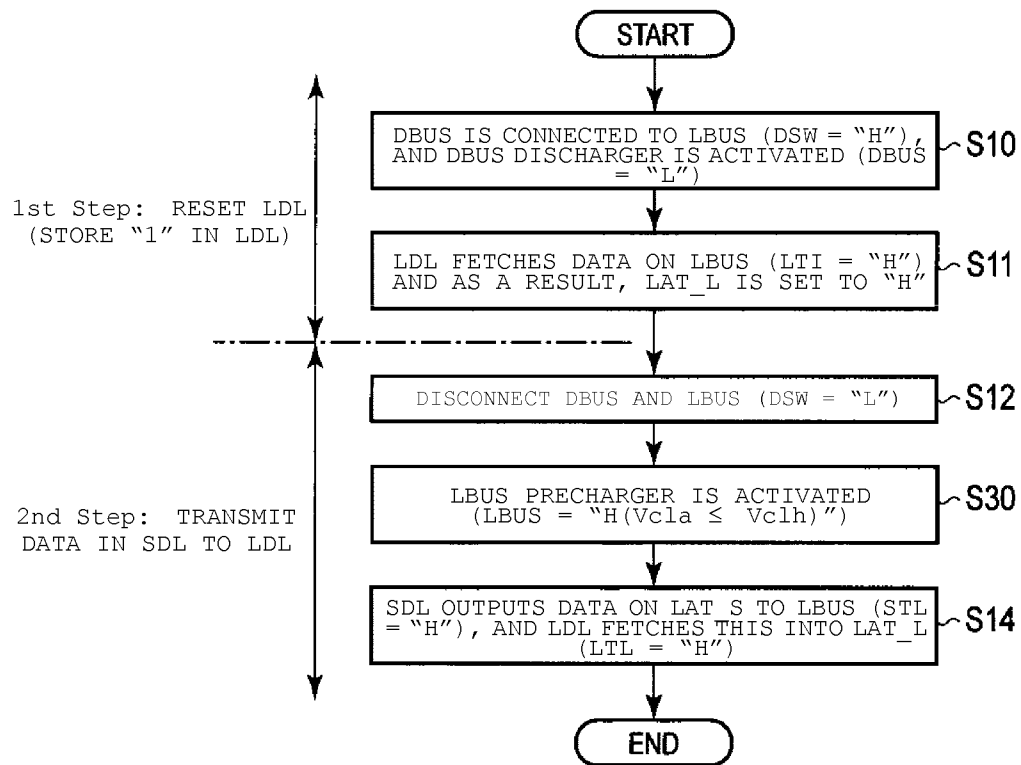 START
DBUS IS CONNECTED TO LBUS (DSW = “H”),
AND DBUS DISCHARGER IS ACTIVATED (DBUS
= “L”)
S10
1st Step: RESET LDL
(STORE “1” IN LDL)
LDL FETCHES DATA ON LBUS (LTI = “H”)
AND AS A RESULT, LAT_L IS SET TO “H”
S11
DISCONNECT DBUS AND LBUS (DSW = “L”)
S12
LBUS PRECHARGER IS ACTIVATED
(LBUS = “H(Vcla ≤ Vclh)”)
S30
2nd Step: TRANSMIT
DATA IN SDL TO LDL
SDL OUTPUTS DATA ON LAT_S TO LBUS (STL
= “H”), AND LDL FETCHES THIS INTO LAT_L
(LTL = “H”)
S14
END